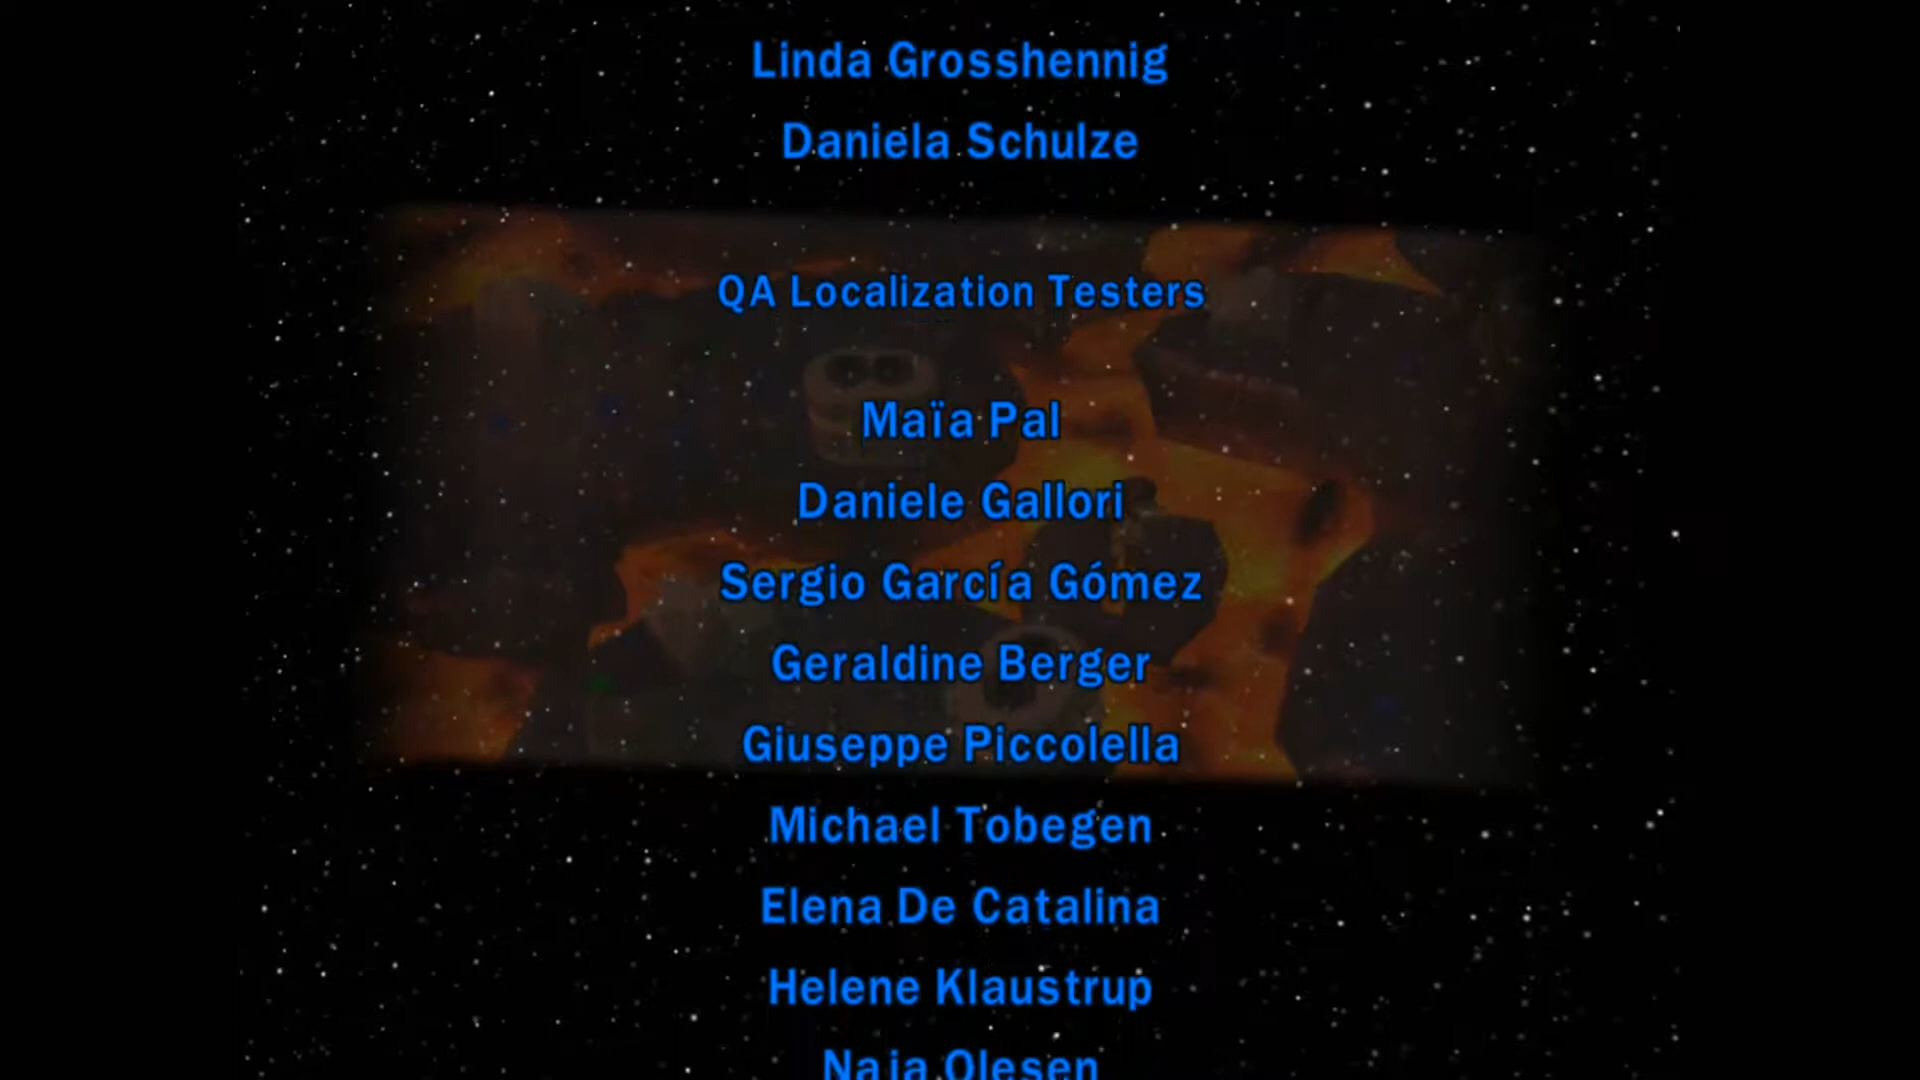 Linda Grosshennig
Daniela Schulze
QA Localization Testers
Maïa Pal
Daniele Gallori
Sergio García Gómez
Geraldine Berger
Giuseppe Piccolella
Michael Tobegen
Elena De Catalina
Helene Klaustrup
Naja Olesen